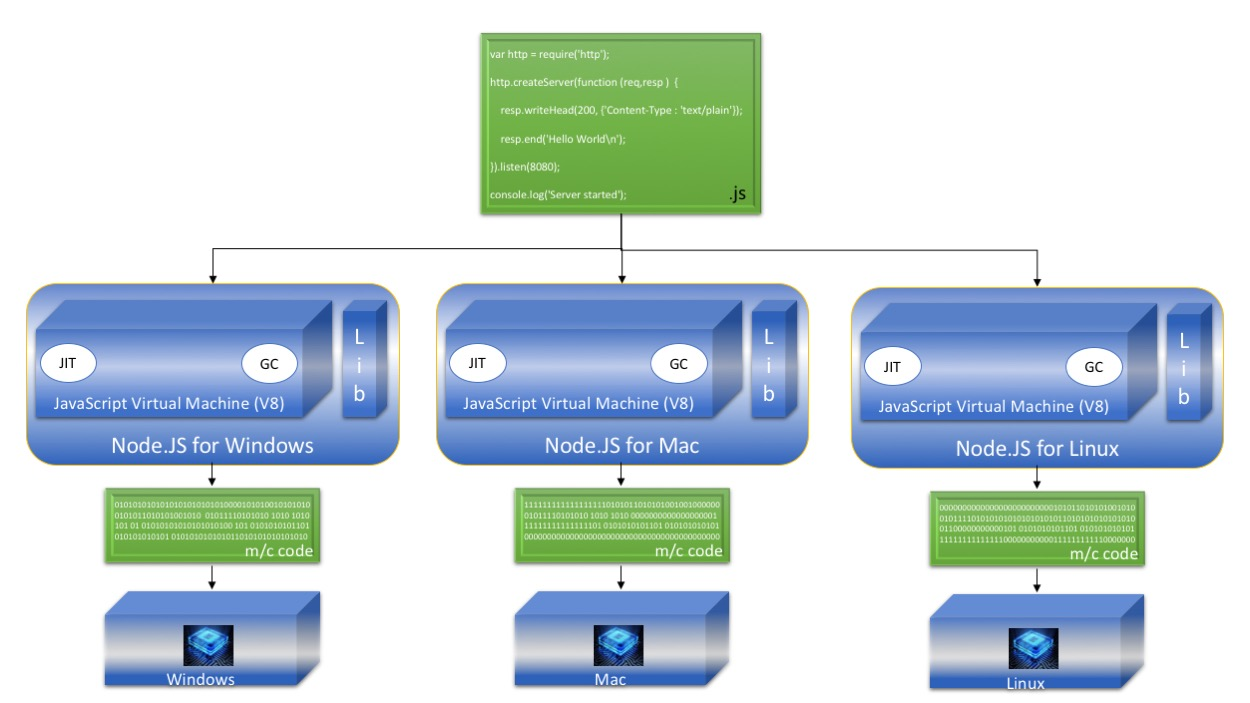 var http = require('http');
http.createServer(function (req,resp ) {
resp.writeHead(200, {'Content-Type : 'text/plain'});
resp.end('Hello World\n');
}).listen(8080);
console.log('Server started');
.js
JIT
GC
JavaScript Virtual Machine (V8)
Lib
Node.JS for Windows
JIT
GC
JavaScript Virtual Machine (V8)
Lib
Node.JS for Mac
JIT
GC
JavaScript Virtual Machine (V8)
Lib
Node.JS for Linux
m/c code
m/c code
m/c code
Windows
Mac
Linux